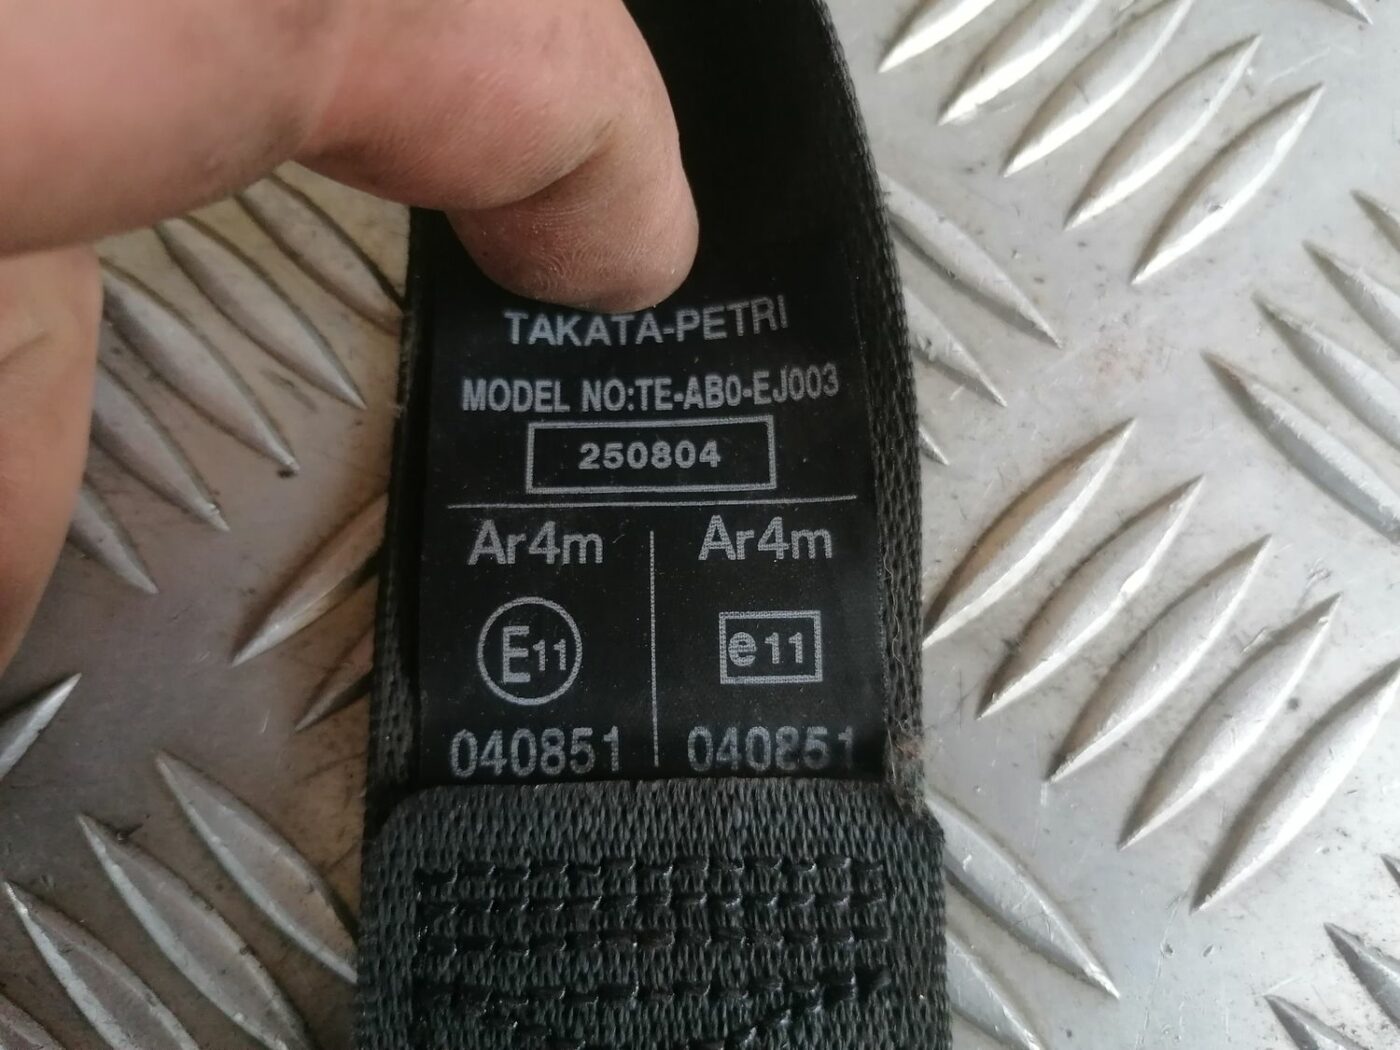 TAKATA-PETRI
MODEL NO:TE-AB0-EJ003
250804
Ar4m Ar4m
E11 e11
040851 040851